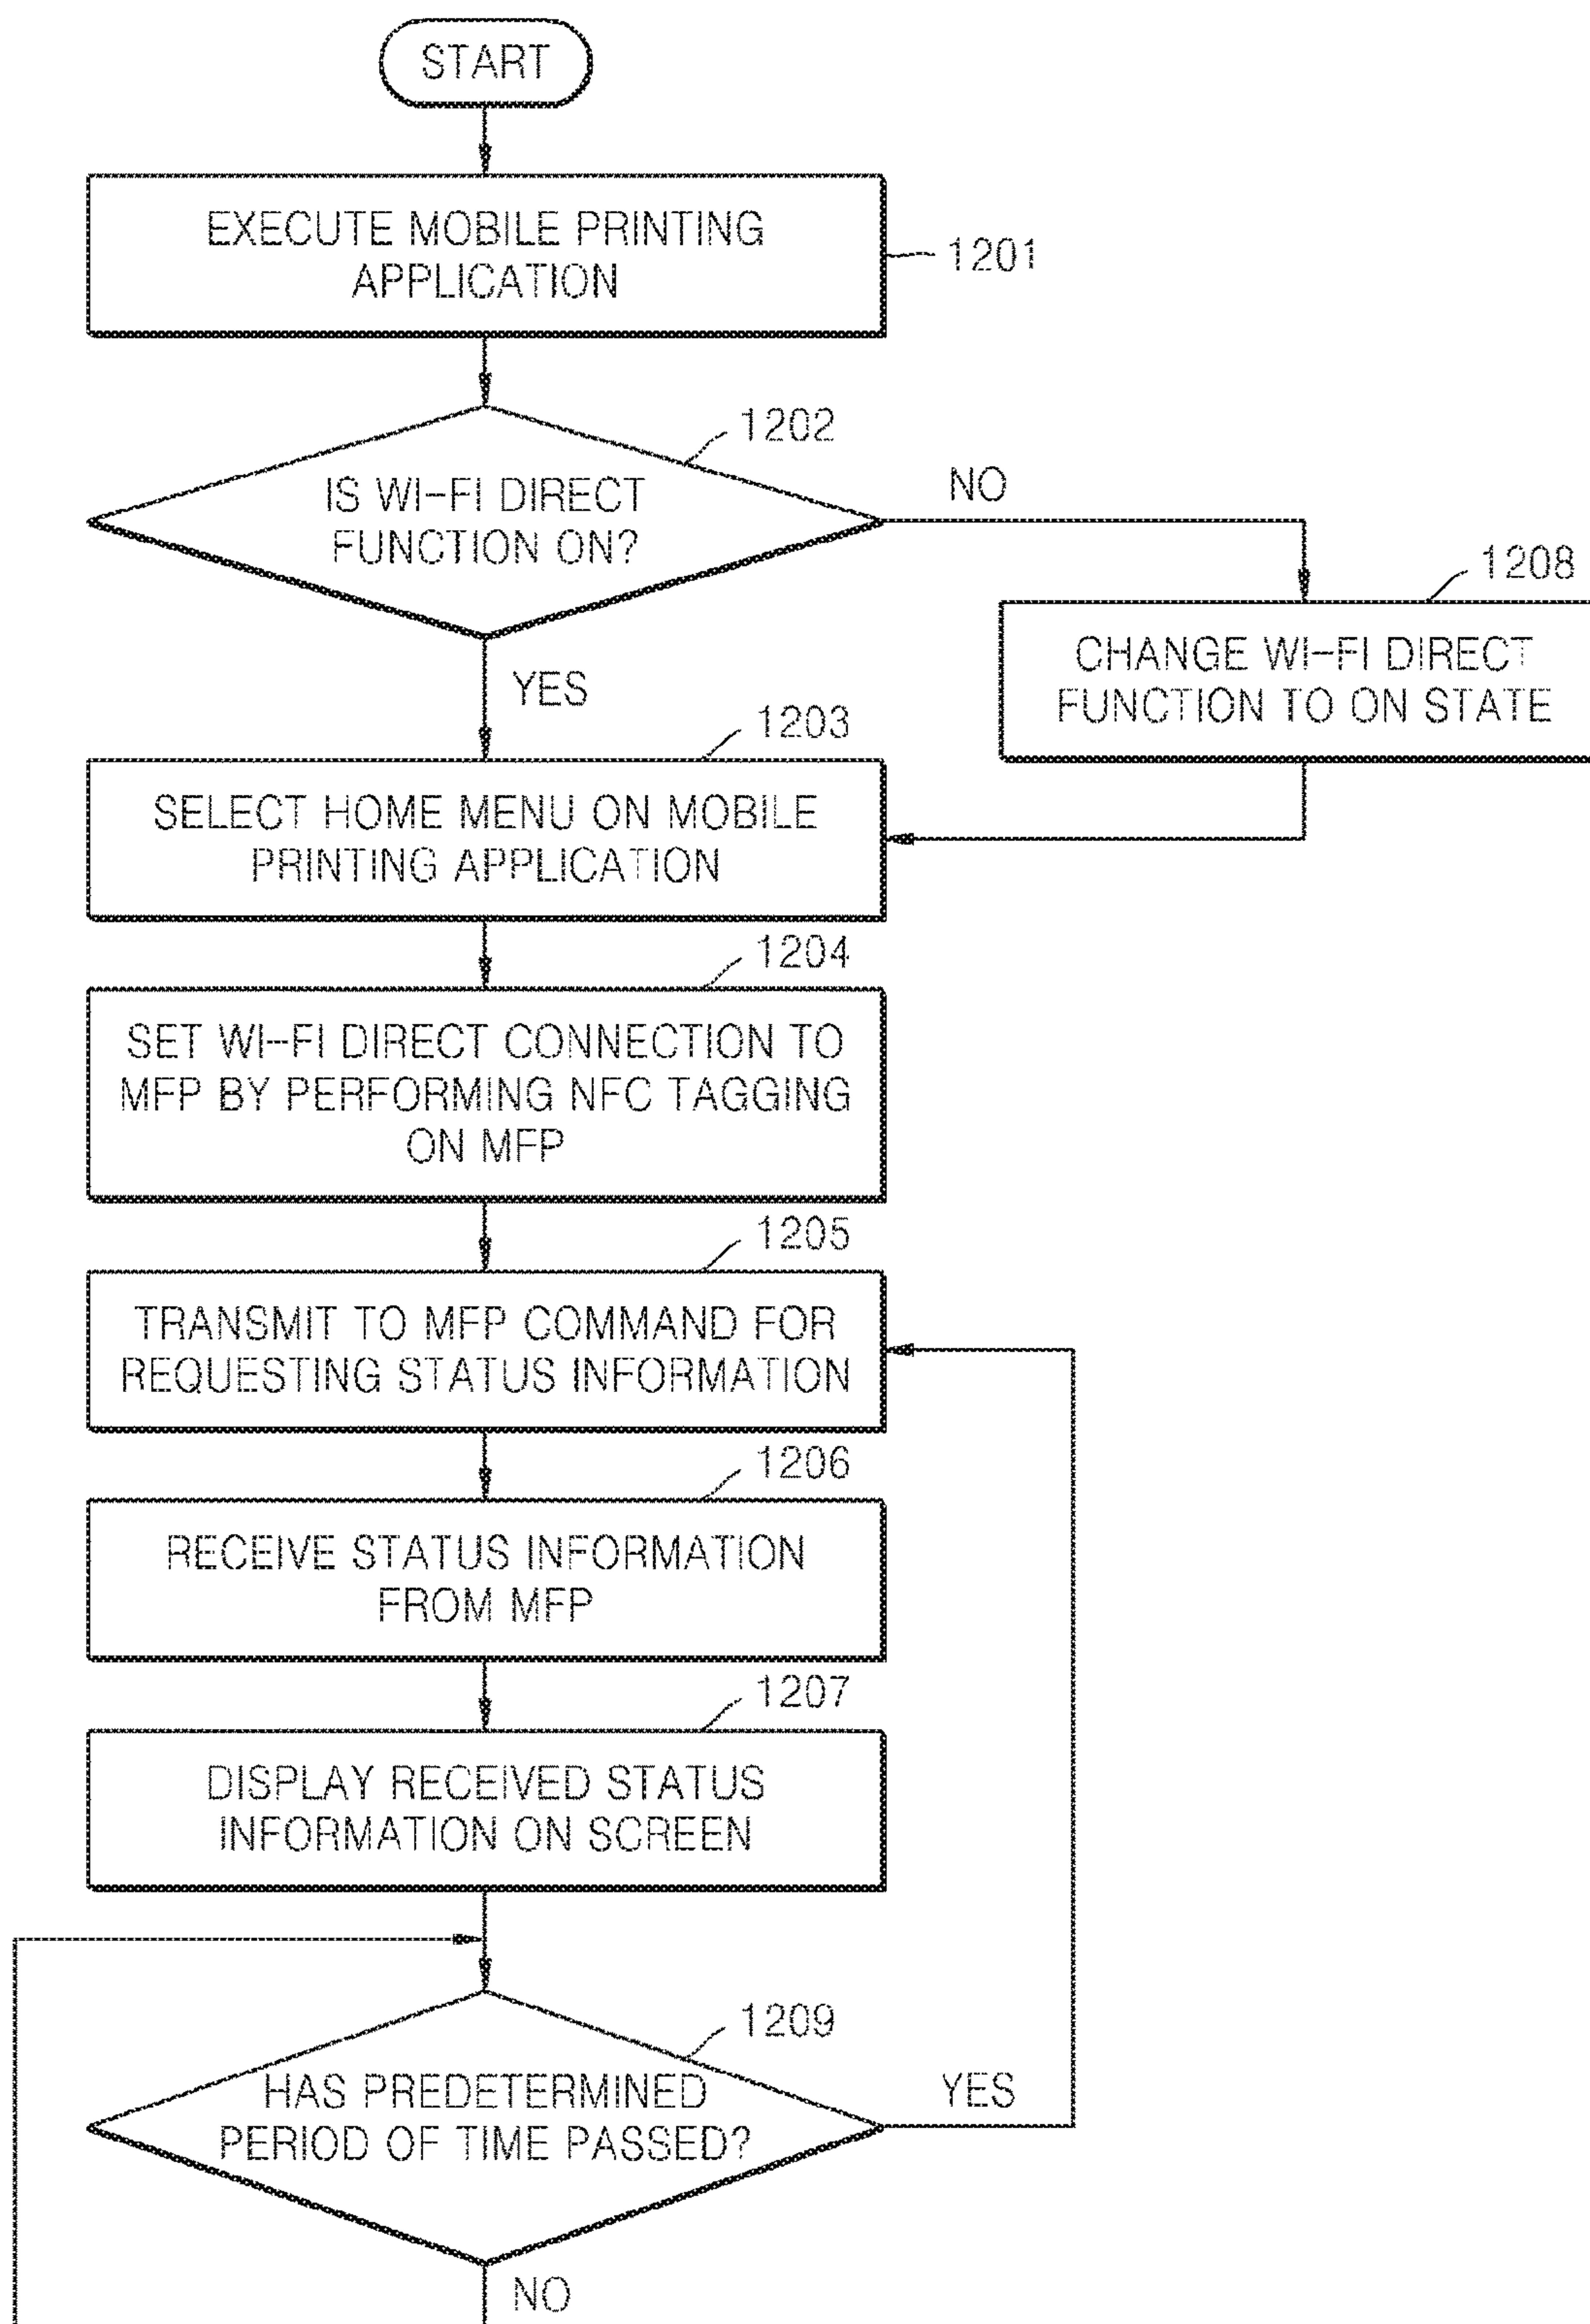 START
EXECUTE MOBILE PRINTING
APPLICATION
1201
1202
IS WI-FI DIRECT
FUNCTION ON?
NO
YES
1208
CHANGE WI-FI DIRECT
FUNCTION TO ON STATE
1203
SELECT HOME MENU ON MOBILE
PRINTING APPLICATION
1204
SET WI-FI DIRECT CONNECTION TO
MFP BY PERFORMING NFC TAGGING
ON MFP
1205
TRANSMIT TO MFP COMMAND FOR
REQUESTING STATUS INFORMATION
1206
RECEIVE STATUS INFORMATION
FROM MFP
1207
DISPLAY RECEIVED STATUS
INFORMATION ON SCREEN
1209
HAS PREDETERMINED
PERIOD OF TIME PASSED?
YES
NO